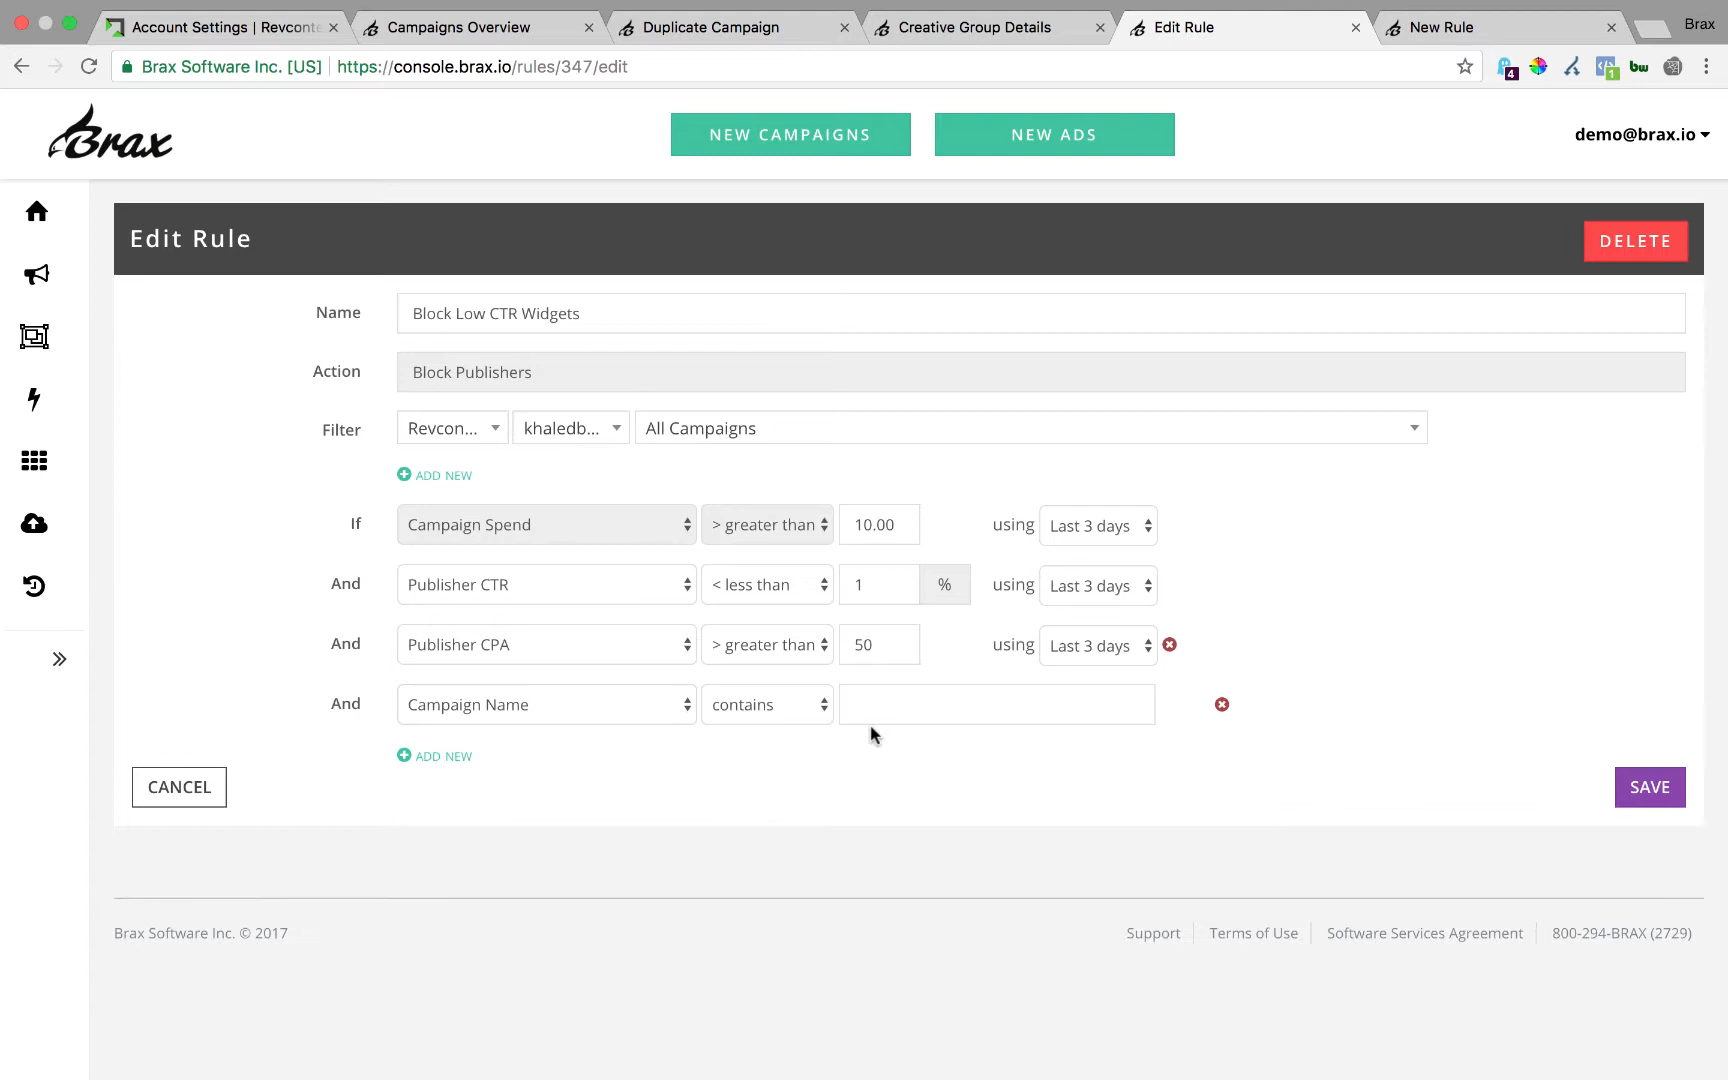 Account Settings | Revconte
Campaigns Overview
Duplicate Campaign
Creative Group Details
Edit Rule
New Rule
Brax
Brax Software Inc. [US]
https://console.brax.io/rules/347/edit
4
1
bw
Brax
NEW CAMPAIGNS
NEW ADS
demo@brax.io
Edit Rule
DELETE
Name
Block Low CTR Widgets
Action
Block Publishers
Filter
Revcon...
khaledb...
All Campaigns
ADD NEW
If
Campaign Spend
> greater than
10.00
using
Last 3 days
And
Publisher CTR
< less than
1
%
using
Last 3 days
And
Publisher CPA
> greater than
50
using
Last 3 days
And
Campaign Name
contains
ADD NEW
CANCEL
SAVE
Brax Software Inc. © 2017
Support
Terms of Use
Software Services Agreement
800-294-BRAX (2729)